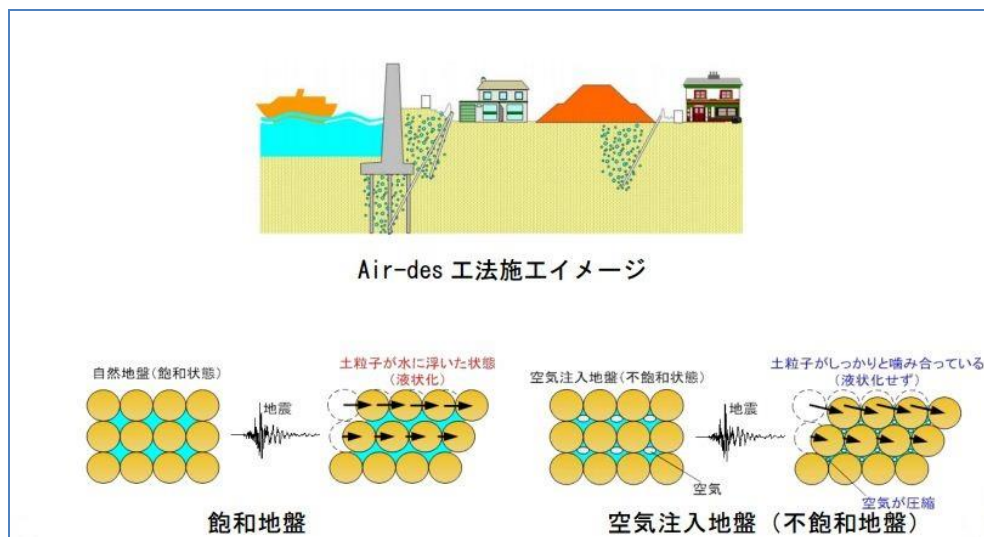 Air-des 工法施工イメージ
自然地盤(飽和状態)
地震
土粒子が水に浮いた状態
(液状化)
飽和地盤
空気注入地盤(不飽和状態)
地震
空気
土粒子がしっかりと噛み合っている
(液状化せず)
空気が圧縮
空気注入地盤(不飽和地盤)